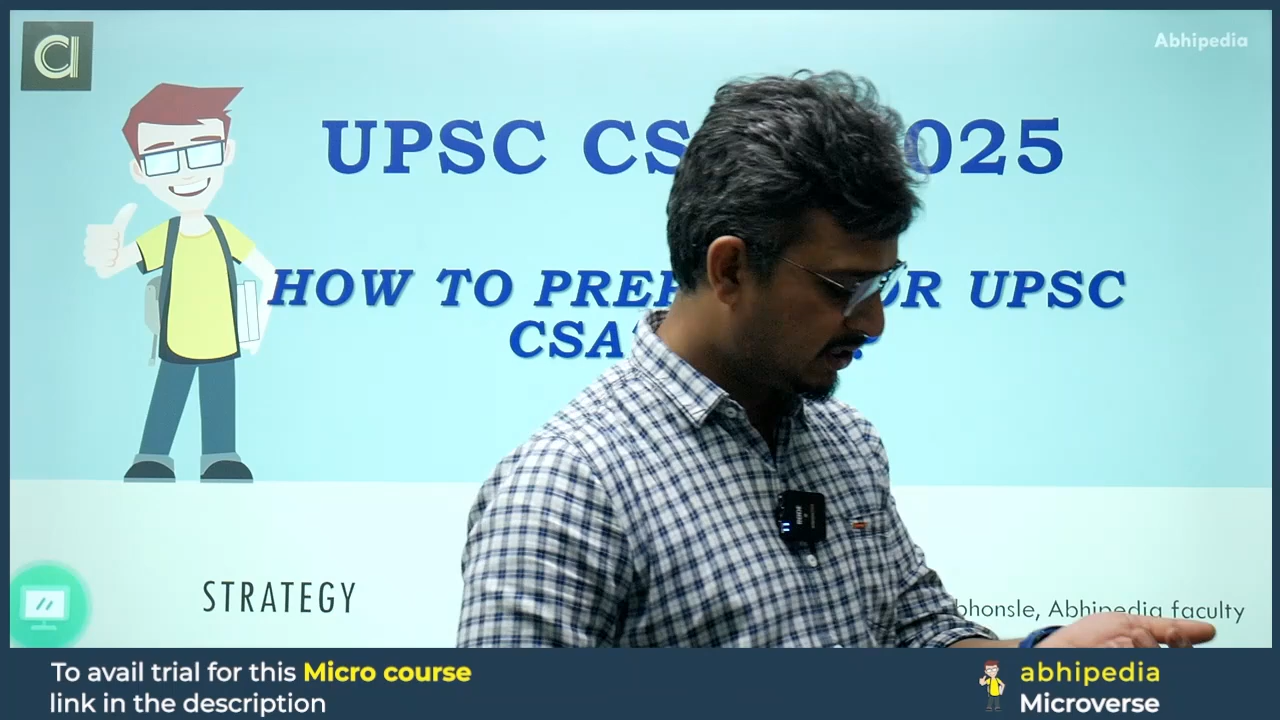 Abhipedia
UPSC CS 025
HOW TO PREP OR UPSC
CSA
STRATEGY
bhonsle, Abhipedia faculty
To avail trial for this Micro course
link in the description
abhipedia
Microverse